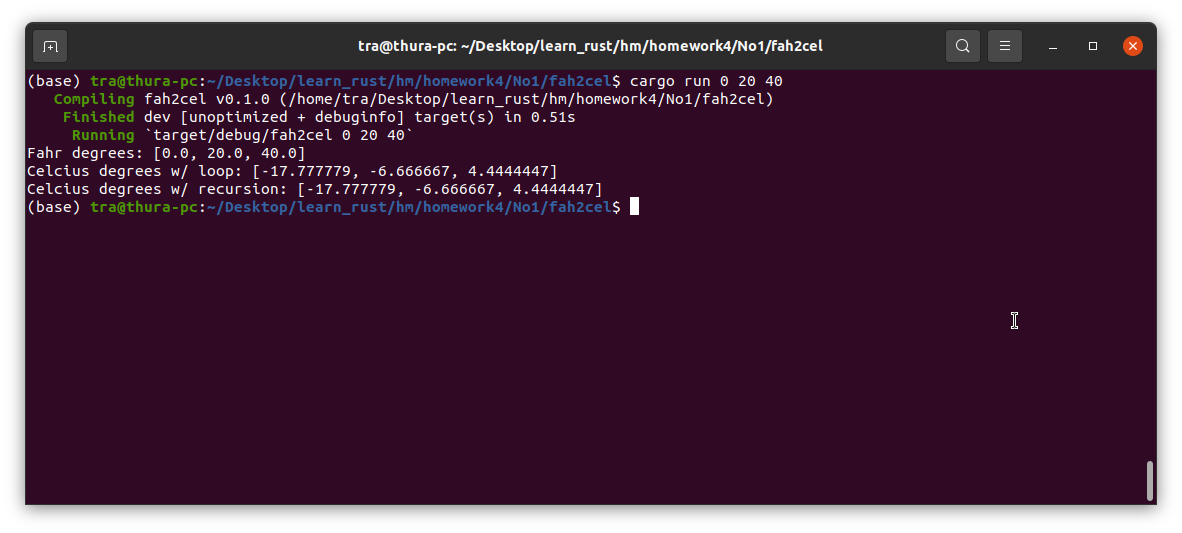 tra@thura-pc: ~/Desktop/learn_rust/hm/homework4/No1/fah2cel
(base) tra@thura-pc:~/Desktop/learn_rust/hm/homework4/No1/fah2cel$ cargo run 0 20 40
   Compiling fah2cel v0.1.0 (/home/tra/Desktop/learn_rust/hm/homework4/No1/fah2cel)
    Finished dev [unoptimized + debuginfo] target(s) in 0.51s
     Running `target/debug/fah2cel 0 20 40`
Fahr degrees: [0.0, 20.0, 40.0]
Celcius degrees w/ loop: [-17.777779, -6.666667, 4.4444447]
Celcius degrees w/ recursion: [-17.777779, -6.666667, 4.4444447]
(base) tra@thura-pc:~/Desktop/learn_rust/hm/homework4/No1/fah2cel$